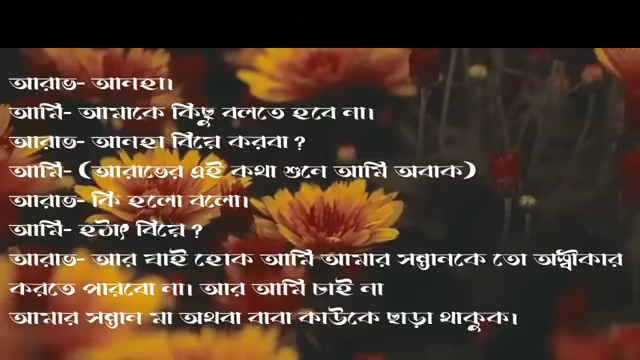 আরাভ- আনহা।
আমি- আমাকে কিছু বলতে হবে না।
আরাভ- আনহা বিয়ে করবা ?
আমি- (আরাভের এই কথা শুনে আমি অবাক)
আরাভ- কি হলো বলো।
আমি- হঠাৎ বিয়ে ?
আরাভ- আর যাই হোক আমি আমার সন্তানকে তো অস্বীকার
করতে পারবো না। আর আমি চাই না
আমার সন্তান মা অথবা বাবা কাউকে ছাড়া থাকুক।